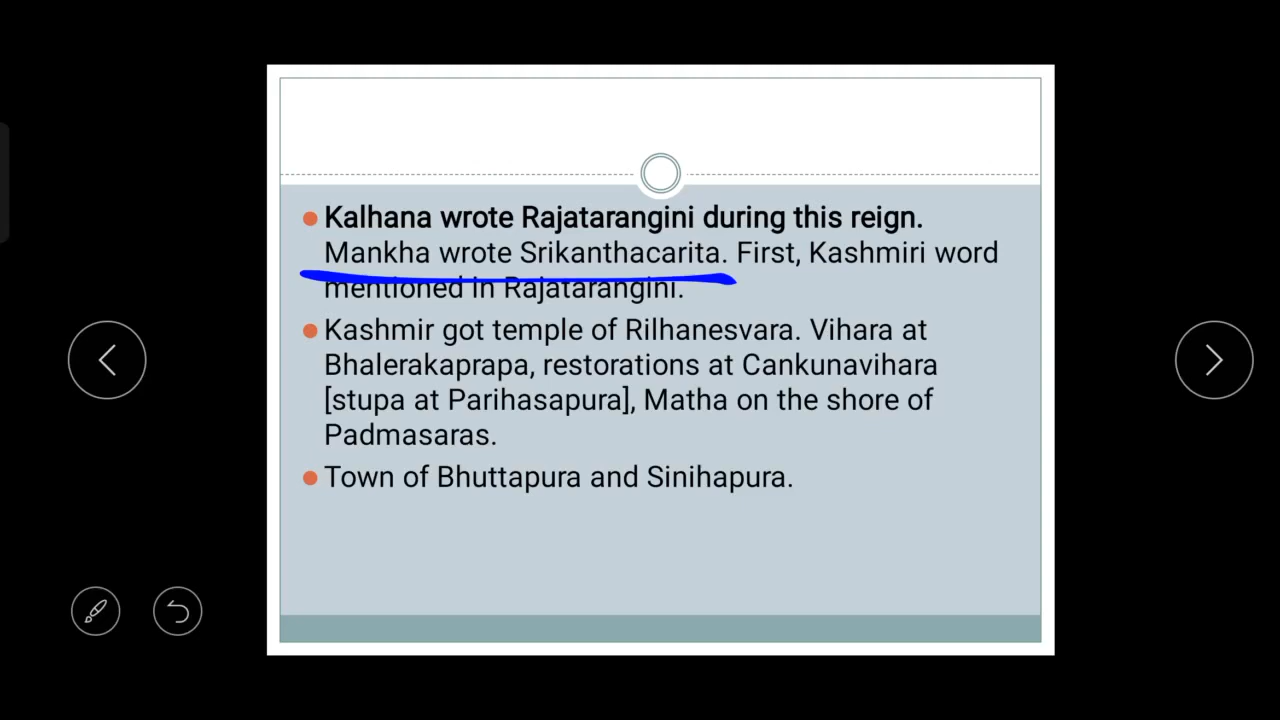 Kalhana wrote Rajatarangini during this reign.
Mankha wrote Srikanthacarita. First, Kashmiri word
mentioned in Rajatarangini.
Kashmir got temple of Rilhanesvara. Vihara at
Bhalerakaprapa, restorations at Cankunavihara
[stupa at Parihasapura], Matha on the shore of
Padmasaras.
Town of Bhuttapura and Sinihapura.